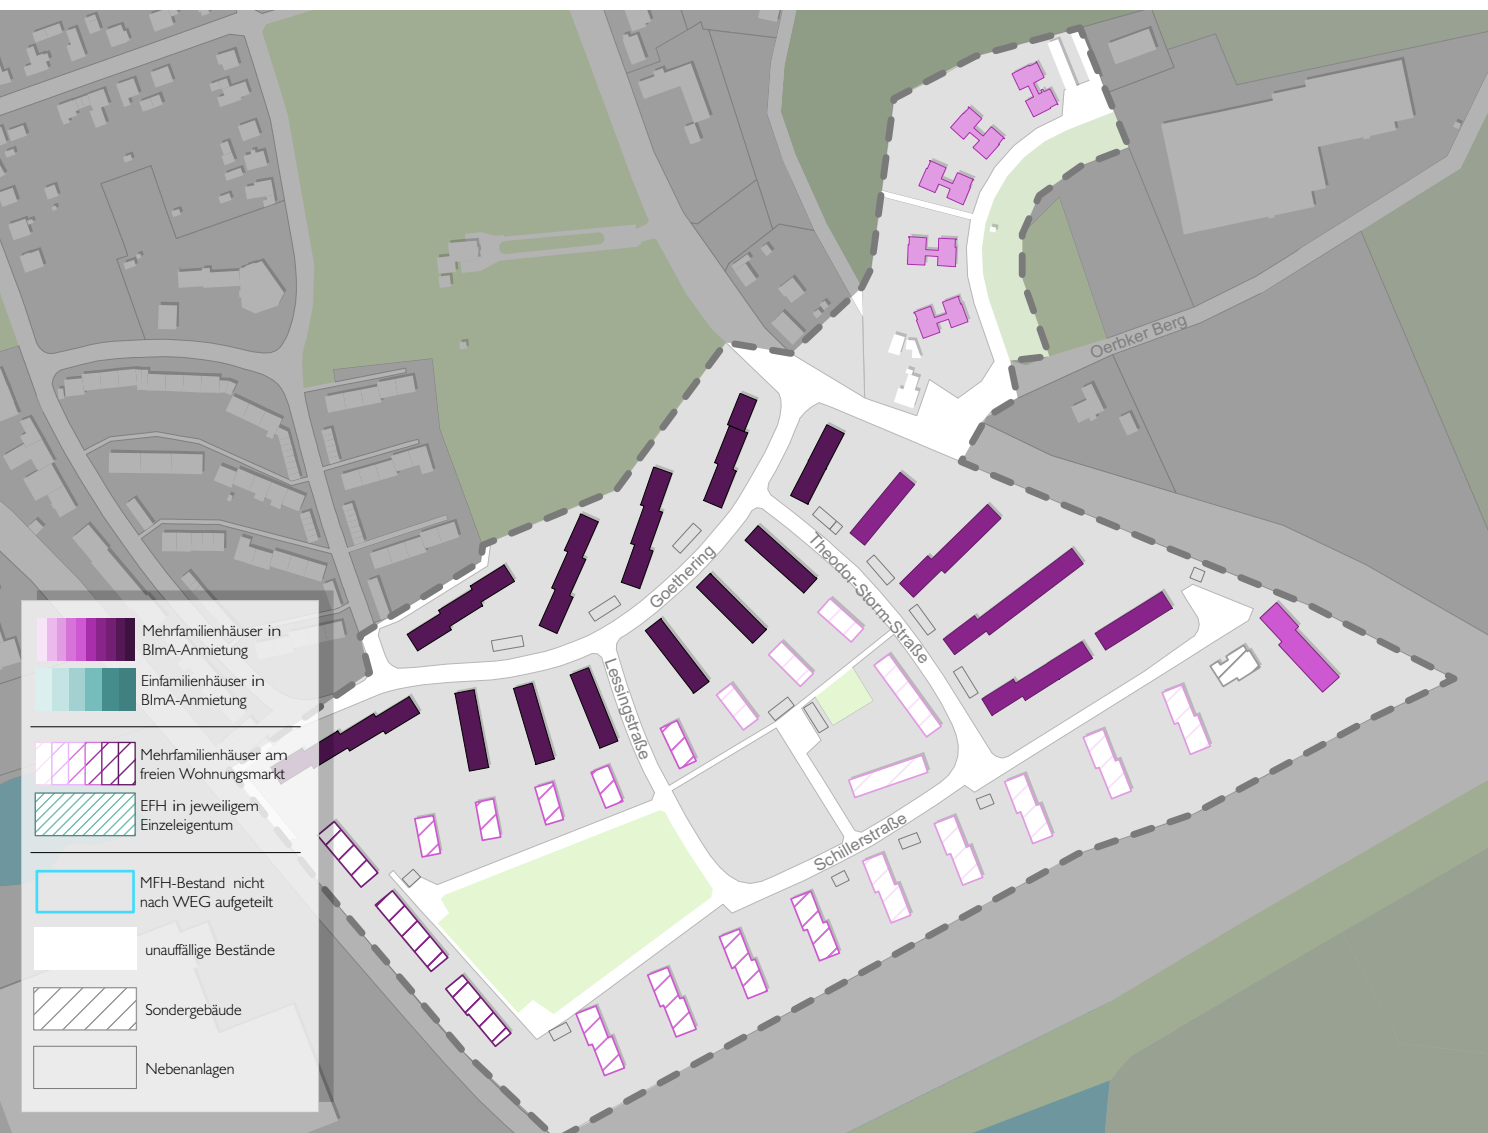 Oerbker Berg
Goethering
Theodor-Storm-Straße
Lessingstraße
Schillerstraße
Mehrfamilienhäuser in
BImA-Anmietung
Einfamilienhäuser in
BImA-Anmietung
Mehrfamilienhäuser am
freien Wohnungsmarkt
EFH in jeweiligem
Einzeleigentum
MFH-Bestand nicht
nach WEG aufgeteilt
unauffällige Bestände
Sondergebäude
Nebenanlagen